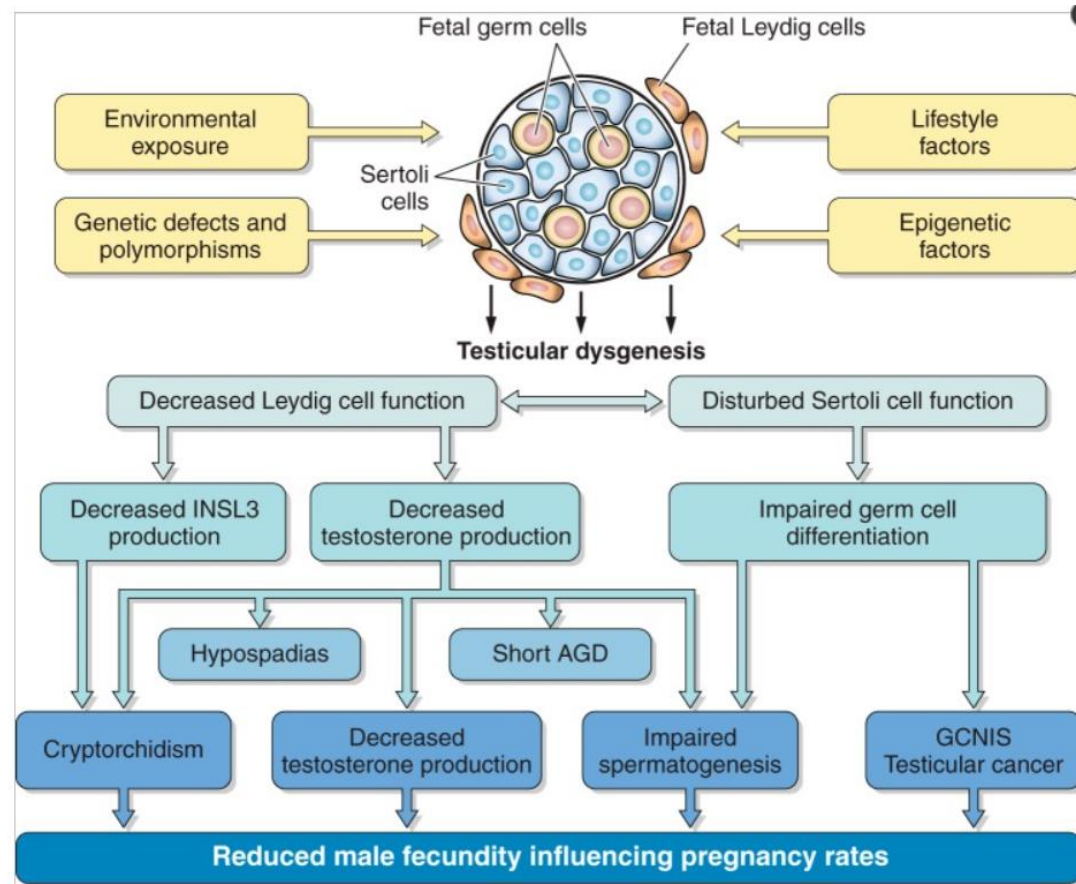 Fetal germ cells
Fetal Leydig cells
Environmental
exposure
Lifestyle
factors
Sertoli
cells
Genetic defects and
polymorphisms
Epigenetic
factors
Testicular dysgenesis
Decreased Leydig cell function
Disturbed Sertoli cell function
Decreased INSL3
production
Decreased
testosterone production
Impaired germ cell
differentiation
Hypospadias
Short AGD
Cryptorchidism
Decreased
testosterone production
Impaired
spermatogenesis
GCNIS
Testicular cancer
Reduced male fecundity influencing pregnancy rates